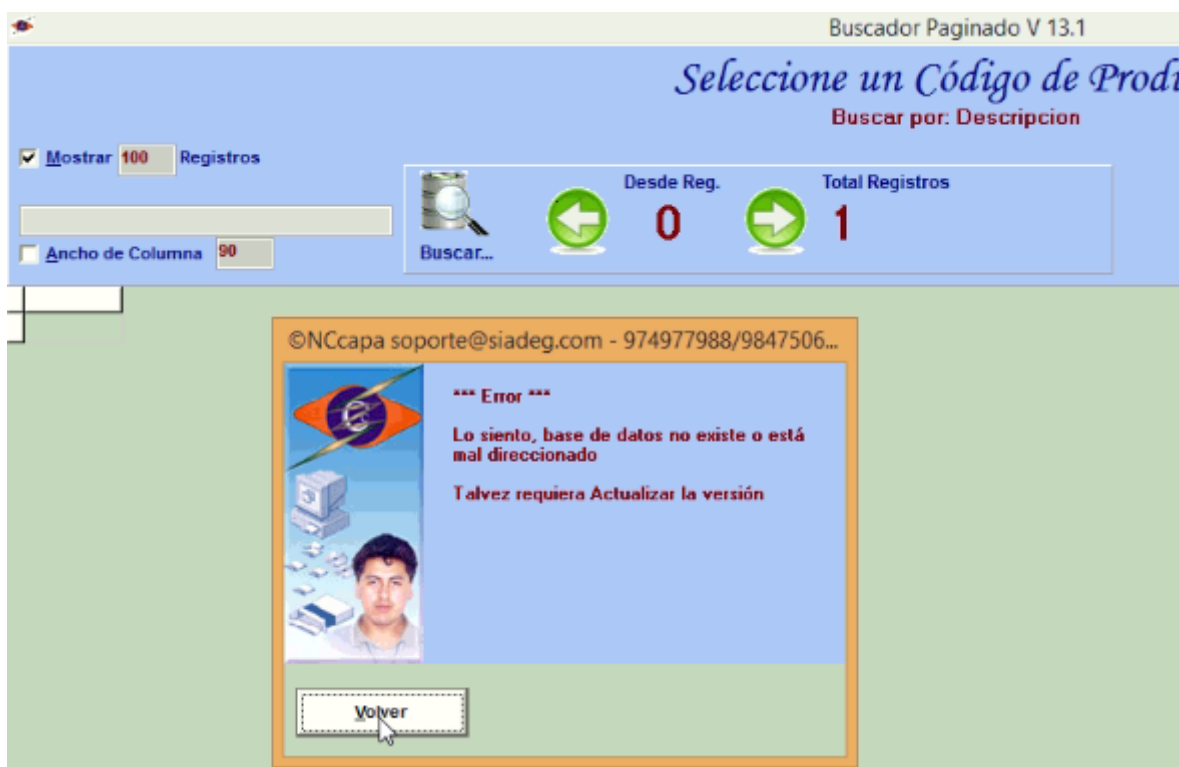 Buscador Paginado V 13.1
Seleccione un Código de
Buscar por: Descripcion
Mostrar 100 Registros
Desde Reg.
Total Registros
0
1
Ancho de Columna 90
Buscar...
©NCcapa soporte@siadeg.com - 974977988/9847506...
*** Error ***
Lo siento, base de datos no existe o está
mal direccionado
Talvez requiera Actualizar la versión
Volver